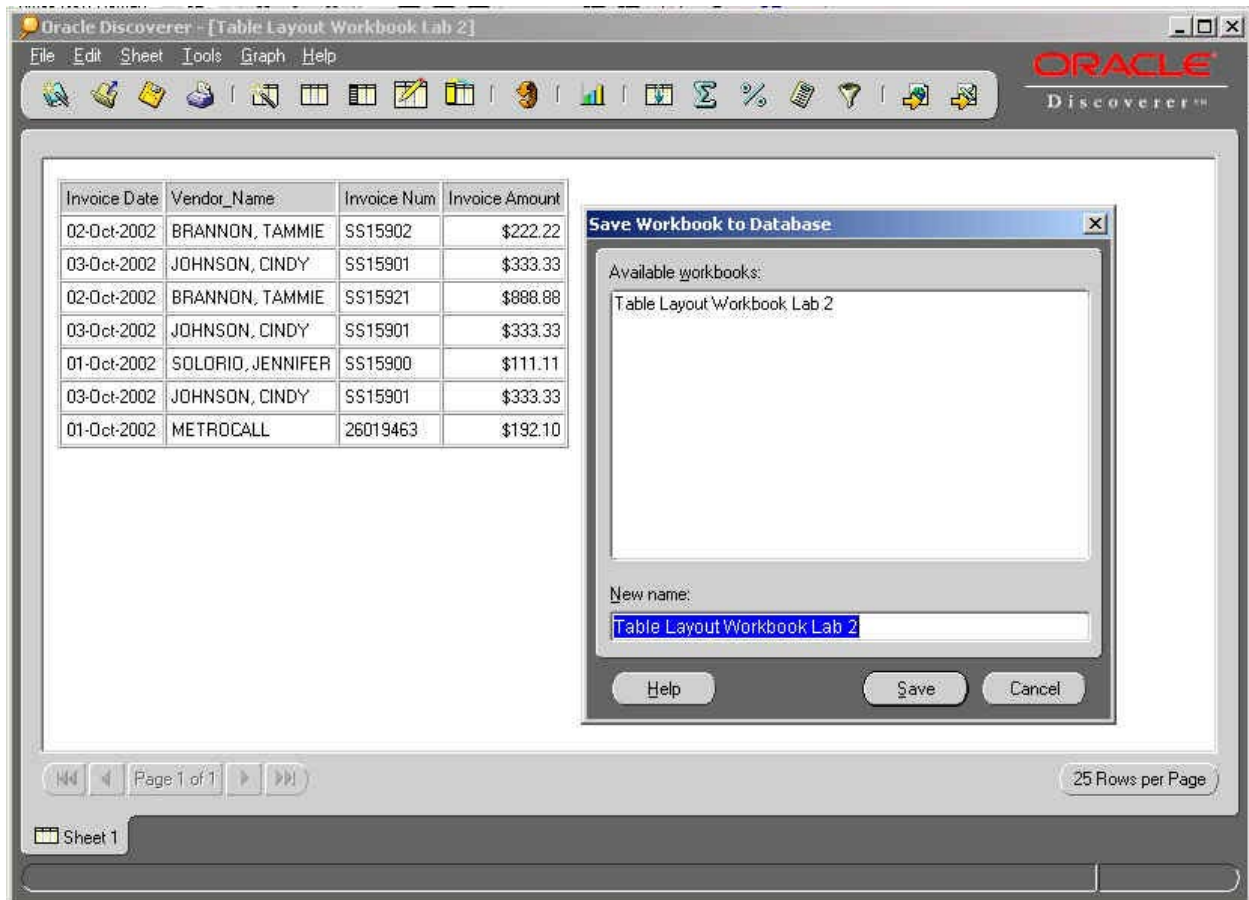 Oracle Discoverer - [Table Layout Workbook Lab 2]
File Edit Sheet Tools Graph Help
ORACLE
Discoverer™
Invoice Date Vendor_Name Invoice Num Invoice Amount
02-Oct-2002 BRANNON, TAMMIE SS15902 $222.22
03-Oct-2002 JOHNSON, CINDY SS15901 $333.33
02-Oct-2002 BRANNON, TAMMIE SS15921 $888.88
03-Oct-2002 JOHNSON, CINDY SS15901 $333.33
01-Oct-2002 SOLORIO, JENNIFER SS15900 $111.11
03-Oct-2002 JOHNSON, CINDY SS15901 $333.33
01-Oct-2002 METROCALL 26019463 $192.10
Save Workbook to Database
Available workbooks:
Table Layout Workbook Lab 2
New name:
Table Layout Workbook Lab 2
Help Save Cancel
Page 1 of 1
25 Rows per Page
Sheet 1